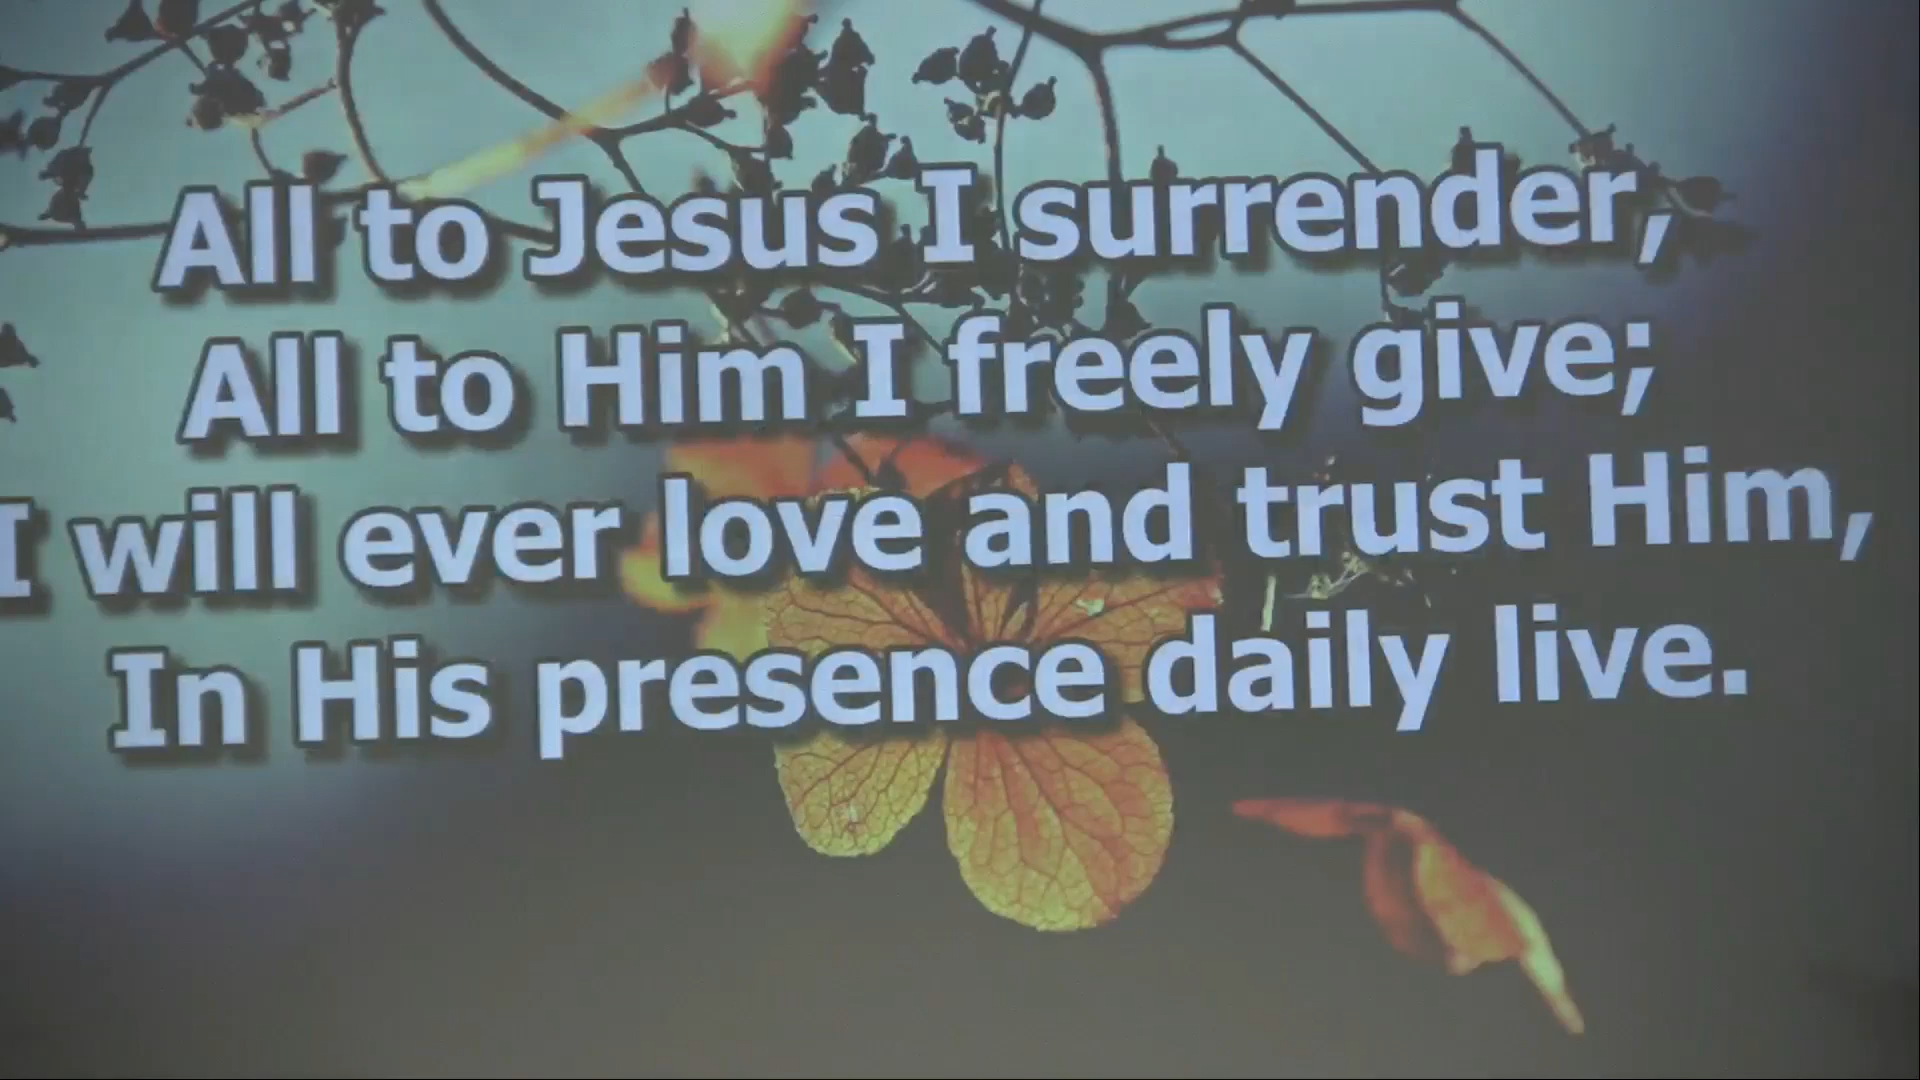 All to Jesus I surrender,
All to Him I freely give;
I will ever love and trust Him,
In His presence daily live.